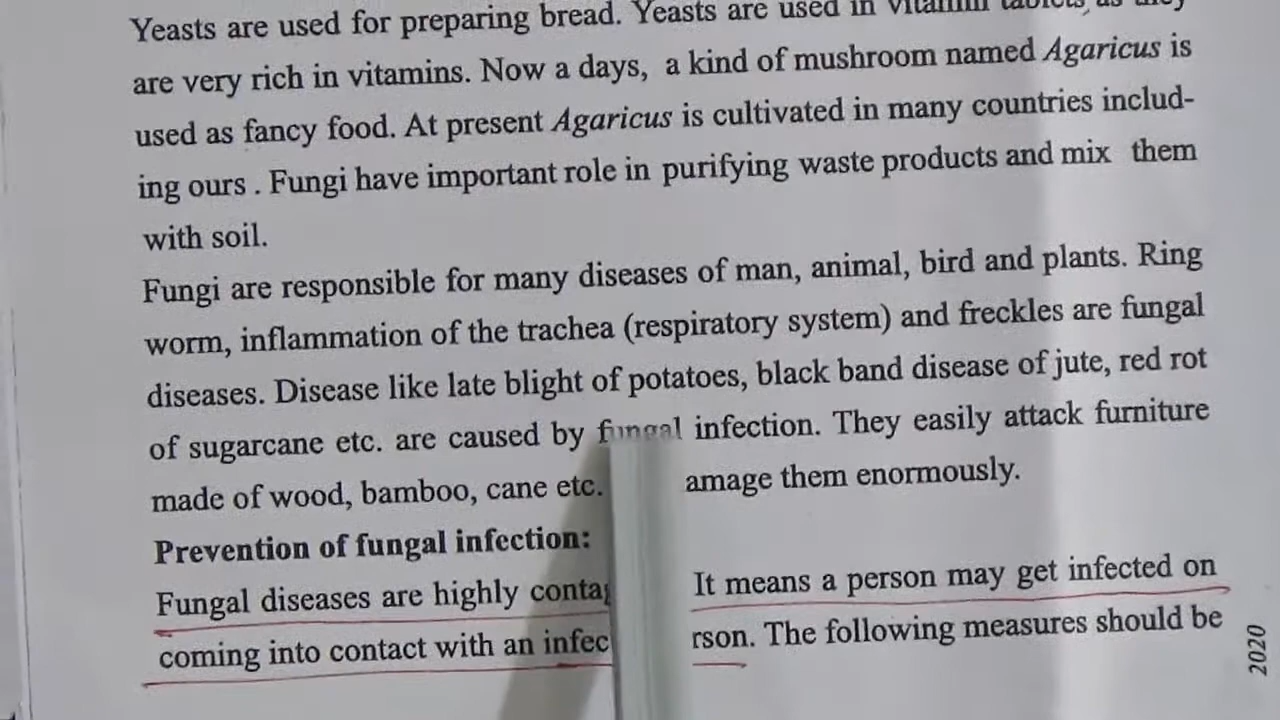 Yeasts are used for preparing bread. Yeasts are used in vitamin tablets as they
are very rich in vitamins. Now a days, a kind of mushroom named Agaricus is
used as fancy food. At present Agaricus is cultivated in many countries includ-
ing ours . Fungi have important role in purifying waste products and mix them
with soil.
Fungi are responsible for many diseases of man, animal, bird and plants. Ring
worm, inflammation of the trachea (respiratory system) and freckles are fungal
diseases. Disease like late blight of potatoes, black band disease of jute, red rot
of sugarcane etc. are caused by fungal infection. They easily attack furniture
made of wood, bamboo, cane etc. amage them enormously.
Prevention of fungal infection:
Fungal diseases are highly conta It means a person may get infected on
coming into contact with an infec rson. The following measures should be
2020